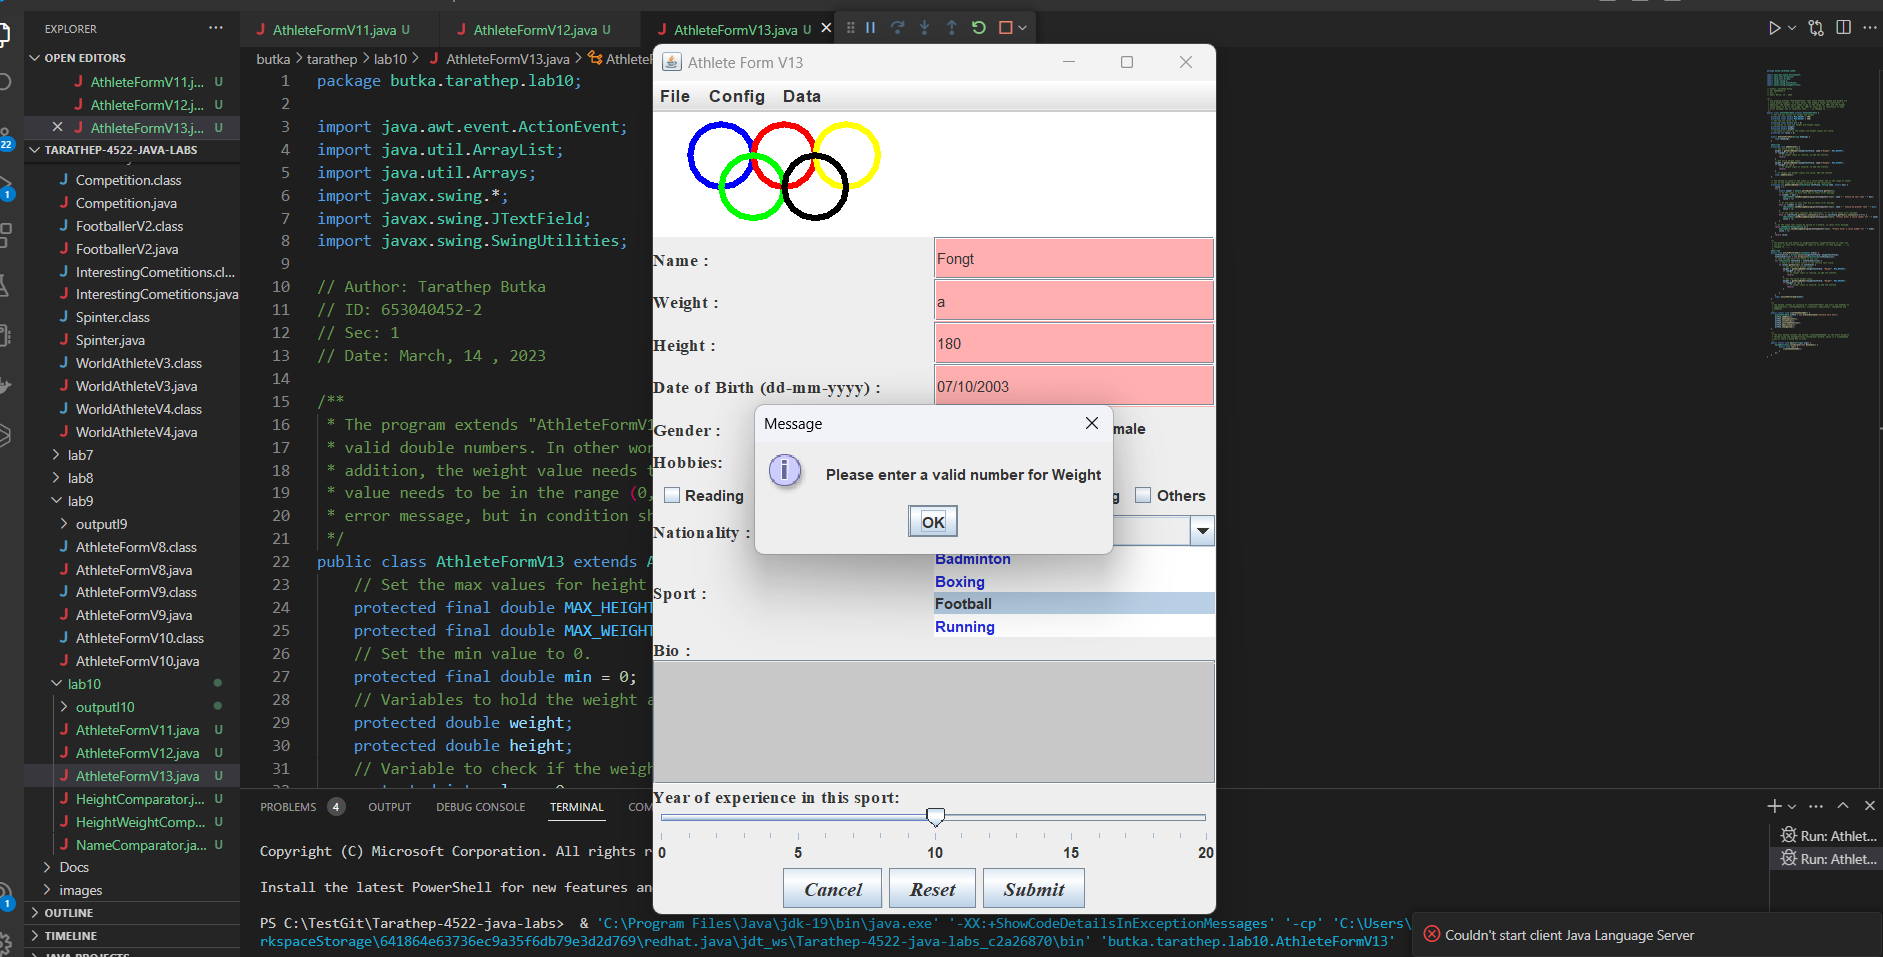 EXPLORER
OPEN EDITORS
AthleteFormV11.j... U
AthleteFormV12.j... U
AthleteFormV13.j... U
TARATHEP-4522-JAVA-LABS
Competition.class
Competition.java
FootballerV2.class
FootballerV2.java
InterestingCometitions.cl...
InterestingCometitions.java
Spinter.class
Spinter.java
WorldAthleteV3.class
WorldAthleteV3.java
WorldAthleteV4.class
WorldAthleteV4.java
lab7
lab8
lab9
outputl9
AthleteFormV8.class
AthleteFormV8.java
AthleteFormV9.class
AthleteFormV9.java
AthleteFormV10.class
AthleteFormV10.java
lab10
outputl10
AthleteFormV11.java U
AthleteFormV12.java U
AthleteFormV13.java U
HeightComparator.j... U
HeightWeightComp... U
NameComparator.ja... U
Docs
images
OUTLINE
TIMELINE
JAVA PROJECTS
22
1
1
AthleteFormV11.java U
AthleteFormV12.java U
AthleteFormV13.java U
butka > tarathep > lab10 > AthleteFormV13.java > AthleteF
1 package butka.tarathep.lab10;
2
3 import java.awt.event.ActionEvent;
4 import java.util.ArrayList;
5 import java.util.Arrays;
6 import javax.swing.*;
7 import javax.swing.JTextField;
8 import javax.swing.SwingUtilities;
9
10 // Author: Tarathep Butka
11 // ID: 653040452-2
12 // Sec: 1
13 // Date: March, 14 , 2023
14
15 /**
16 * The program extends "AthleteFormV1
17 * valid double numbers. In other wor
18 * addition, the weight value needs t
19 * value needs to be in the range (0,
20 * error message, but in condition sh
21 */
22 public class AthleteFormV13 extends A
23 // Set the max values for height
24 protected final double MAX_HEIGHT
25 protected final double MAX_WEIGHT
26 // Set the min value to 0.
27 protected final double min = 0;
28 // Variables to hold the weight a
29 protected double weight;
30 protected double height;
31 // Variable to check if the weigh
Athlete Form V13
File Config Data
Name :
Fongt
Weight :
a
Height :
180
Date of Birth (dd-mm-yyyy) :
07/10/2003
Gender :
male
Hobbies:
Reading
g
Others
Nationality :
Message
Please enter a valid number for Weight
OK
Sport :
Badminton
Boxing
Football
Running
Bio :
Year of experience in this sport:
0 5 10 15 20
Cancel Reset Submit
PROBLEMS 4 OUTPUT DEBUG CONSOLE TERMINAL COM
Copyright (C) Microsoft Corporation. All rights r
Install the latest PowerShell for new features an
PS C:\TestGit\Tarathep-4522-java-labs> & 'C:\Program Files\Java\jdk-19\bin\java.exe' '-XX:+ShowCodeDetailsInExceptionMessages' '-cp' 'C:\Users\
rkspaceStorage\641864e63736ec9a35f6db79e3d2d769\redhat.java\jdt_ws\Tarathep-4522-java-labs_c2a26870\bin' 'butka.tarathep.lab10.AthleteFormV13'
Run: Athlet...
Run: Athlet...
Couldn't start client Java Language Server